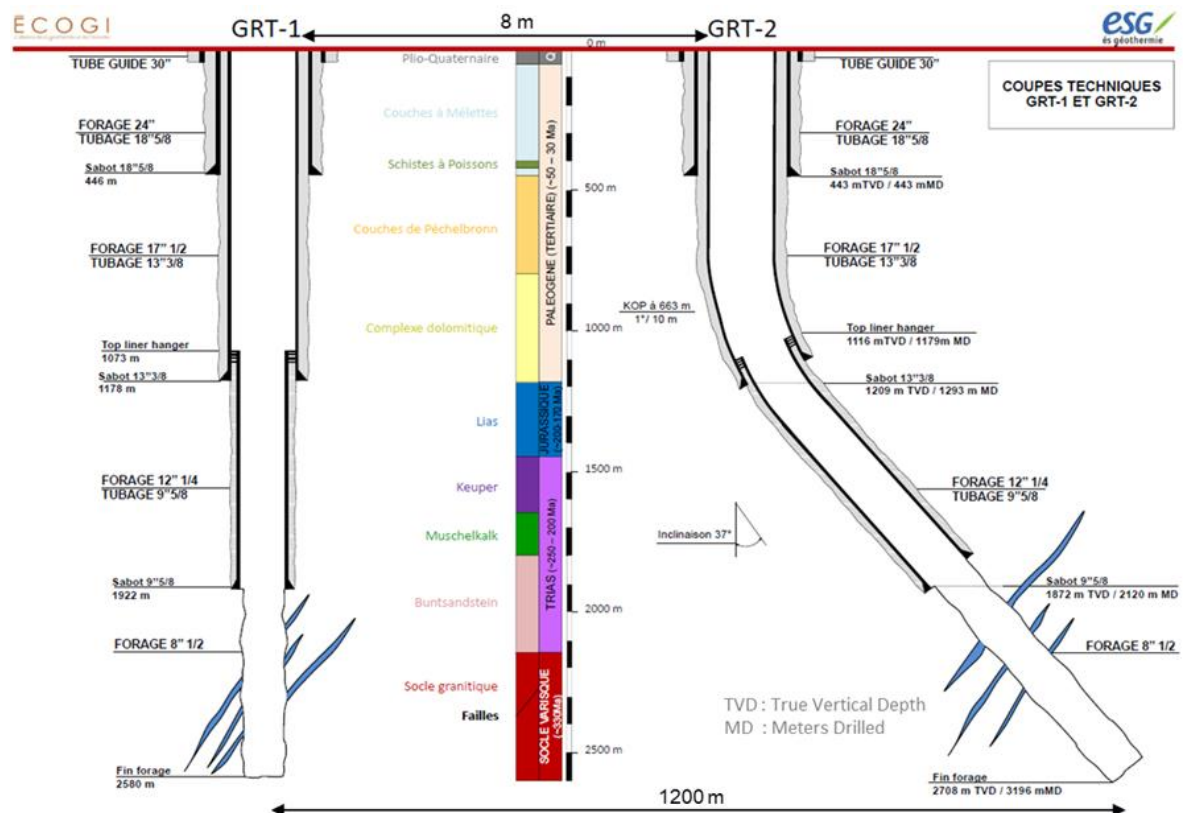 ECOGI
GRT-1
8 m
GRT-2
esG
és géothermie
0 m
TUBE GUIDE 30"
Plio-Quaternaire
Q
TUBE GUIDE 30"
COUPES TECHNIQUES
GRT-1 ET GRT-2
Couches à Mélettes
FORAGE 24"
TUBAGE 18"5/8
FORAGE 24"
TUBAGE 18"5/8
Schistes à Poissons
Sabot 18"5/8
446 m
Sabot 18"5/8
443 mTVD / 443 mMD
500 m
PALEOGENE (TERTIAIRE) (~50 – 30 Ma)
Couches de Péchelbronn
FORAGE 17" 1/2
TUBAGE 13"3/8
FORAGE 17" 1/2
TUBAGE 13"3/8
KOP à 663 m
1°/ 10 m
Complexe dolomitique
1000 m
Top liner hanger
1073 m
Top liner hanger
1116 mTVD / 1179m MD
Sabot 13"3/8
1178 m
Sabot 13"3/8
1209 m TVD / 1293 m MD
Lias
JURASSIQUE
(~200-170 Ma)
1500 m
Keuper
FORAGE 12" 1/4
TUBAGE 9"5/8
FORAGE 12" 1/4
TUBAGE 9"5/8
Muschelkalk
TRIAS (~250 – 200 Ma)
Inclinaison 37°
Sabot 9"5/8
1922 m
Sabot 9"5/8
1872 m TVD / 2120 m MD
Buntsandstein
2000 m
FORAGE 8" 1/2
FORAGE 8" 1/2
Socle granitique
Failles
SOCLE VARISQUE
(~330Ma)
TVD : True Vertical Depth
MD : Meters Drilled
2500 m
Fin forage
2580 m
Fin forage
2708 m TVD / 3196 mMD
1200 m